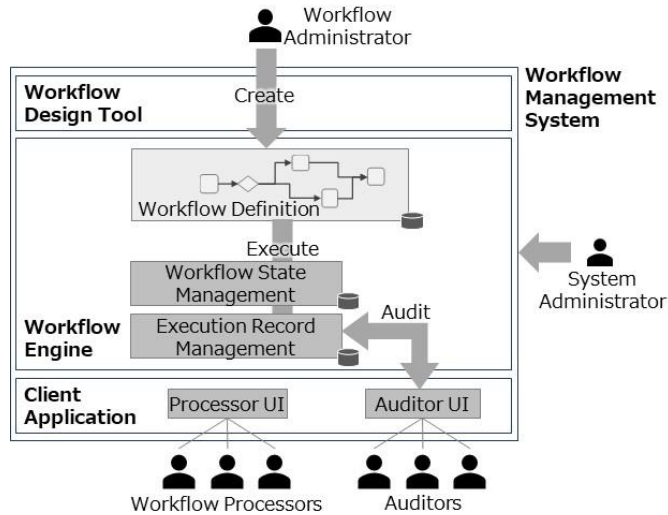 Workflow
Administrator
Workflow
Design Tool
Create
Workflow
Management
System
Workflow Definition
Execute
Workflow State
Management
System
Administrator
Workflow
Engine
Execution Record
Management
Audit
Client
Application
Processor UI
Auditor UI
Workflow Processors
Auditors